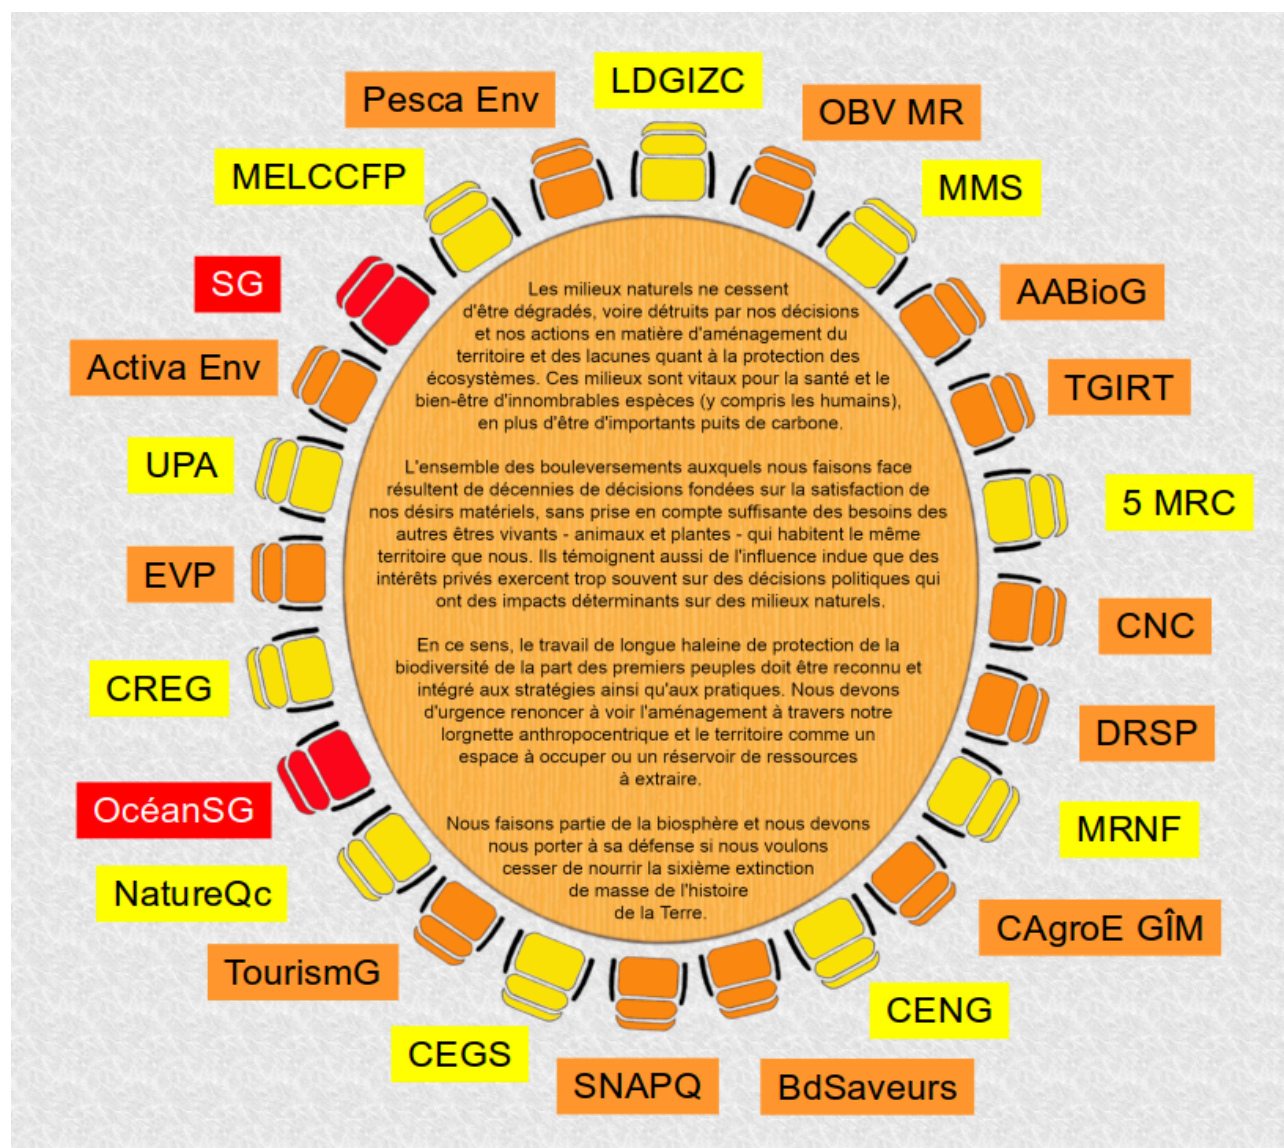 LDGIZC
Pesca Env
OBV MR
MELCCFP
MMS
SG
AABioG
Activa Env
TGIRT
UPA
5 MRC
EVP
CNC
CREG
DRSP
OcéanSG
MRNF
NatureQc
CAgroE GÎM
TourismG
CENG
CEGS
SNAPQ
BdSaveurs
Les milieux naturels ne cessent
d'être dégradés, voire détruits par nos décisions
et nos actions en matière d'aménagement du
territoire et des lacunes quant à la protection des
écosystèmes. Ces milieux sont vitaux pour la santé et le
bien-être d'innombrables espèces (y compris les humains),
en plus d'être d'importants puits de carbone.
L'ensemble des bouleversements auxquels nous faisons face
résultent de décennies de décisions fondées sur la satisfaction de
nos désirs matériels, sans prise en compte suffisante des besoins des
autres êtres vivants - animaux et plantes - qui habitent le même
territoire que nous. Ils témoignent aussi de l'influence indue que des
intérêts privés exercent trop souvent sur des décisions politiques qui
ont des impacts déterminants sur des milieux naturels.
En ce sens, le travail de longue haleine de protection de la
biodiversité de la part des premiers peuples doit être reconnu et
intégré aux stratégies ainsi qu'aux pratiques. Nous devons
d'urgence renoncer à voir l'aménagement à travers notre
lorgnette anthropocentrique et le territoire comme un
espace à occuper ou un réservoir de ressources
à extraire.
Nous faisons partie de la biosphère et nous devons
nous porter à sa défense si nous voulons
cesser de nourrir la sixième extinction
de masse de l'histoire
de la Terre.